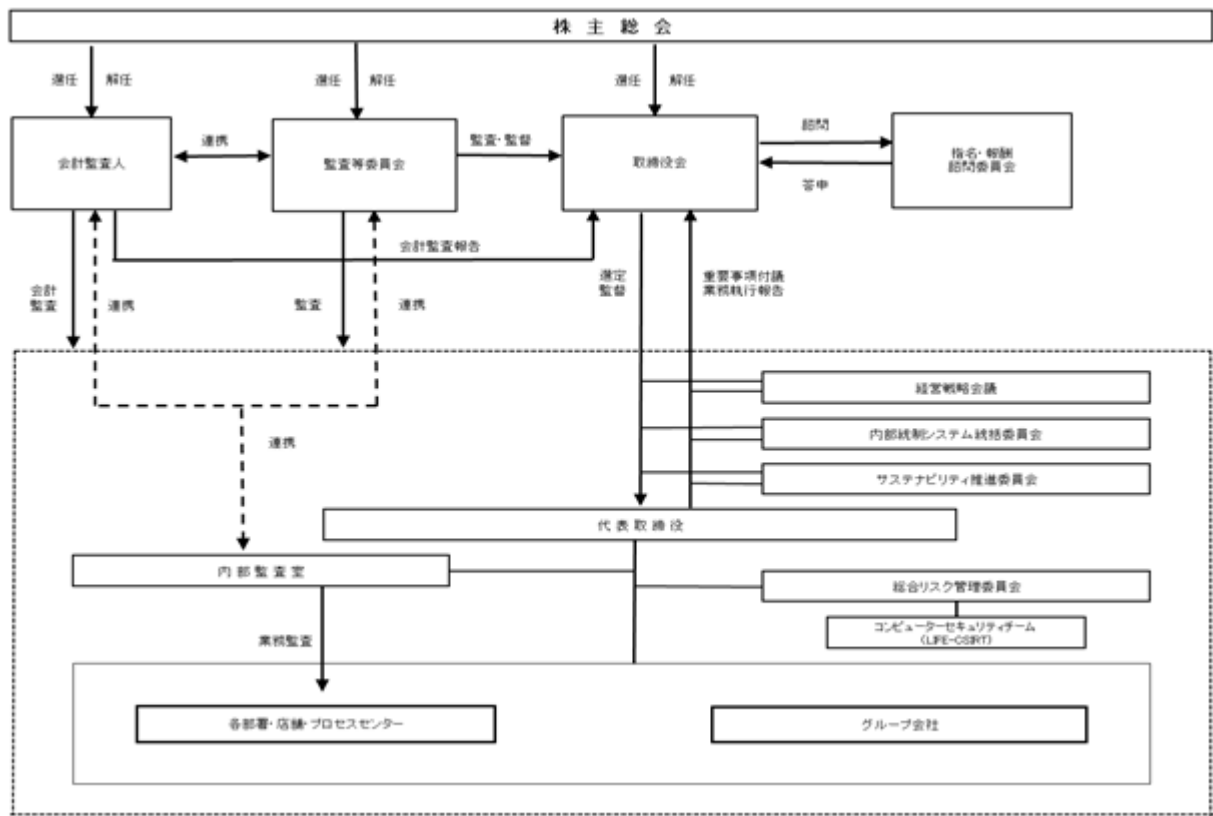 株 主 総 会
選任 解任
選任 解任
選任 解任
会計監査人
連携
監査等委員会
監査・監督
取締役会
諮問
答申
指名・報酬
諮問委員会
会計監査報告
会計
監査
連携
監査
連携
選定
監督
重要事項付議
業務執行報告
経営戦略会議
連携
内部統制システム統括委員会
サステナビリティ推進委員会
代 表 取 締 役
内 部 監 査 室
総合リスク管理委員会
コンピューターセキュリティチーム
(LIFE-CSIRT)
業務監査
各部署・店舗・プロセスセンター
グループ会社